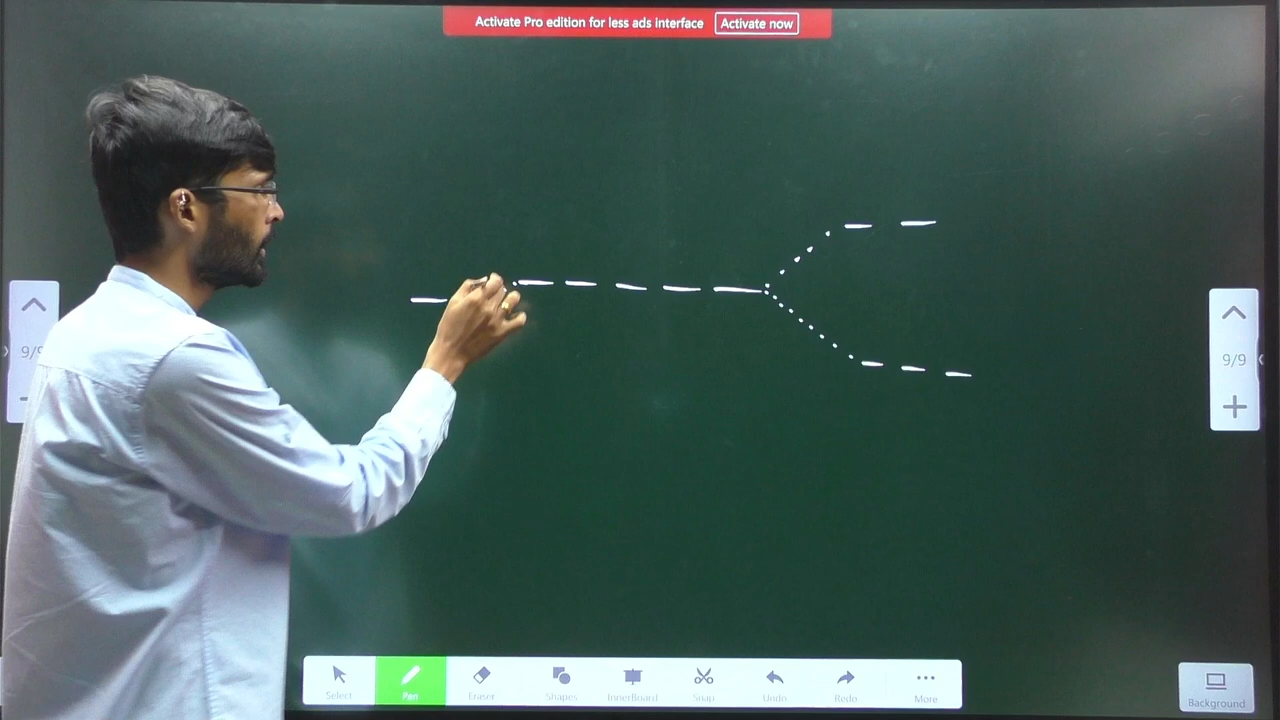 Activate Pro edition for less ads interface Activate now
9/9
9/9
Select Pen Eraser Shapes InnerBoard Snap Undo Redo More
Background